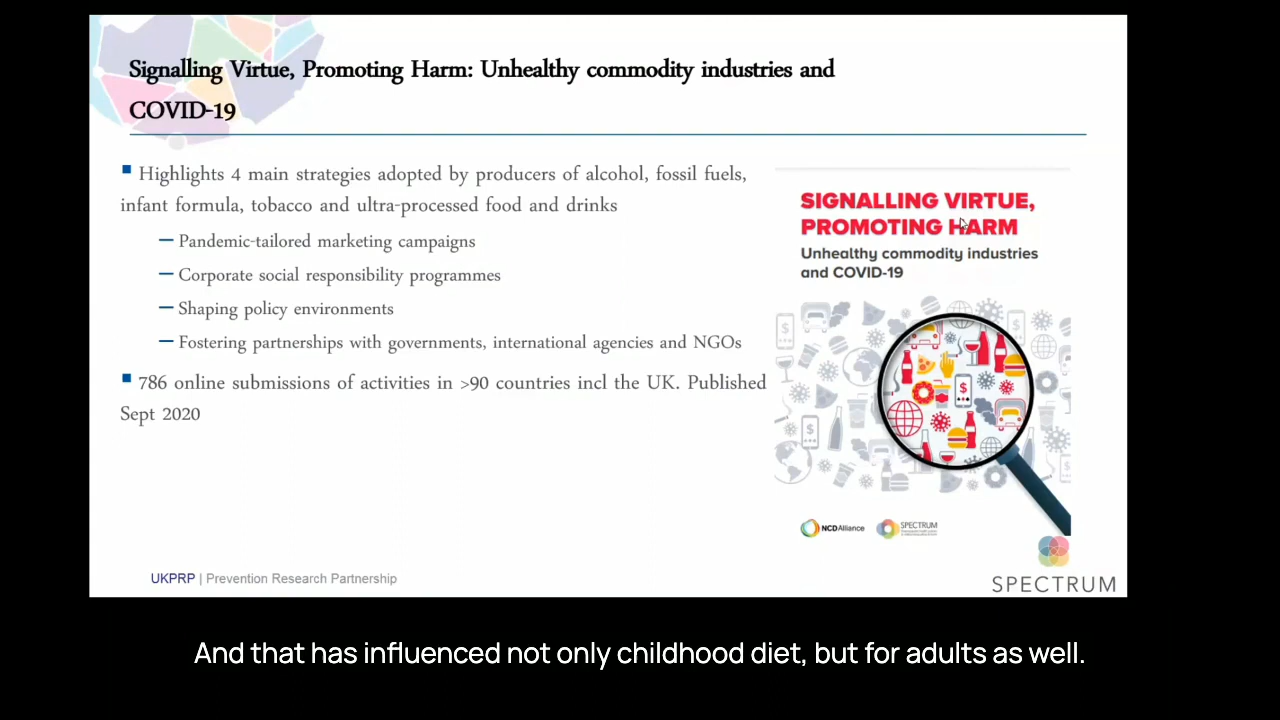 Signalling Virtue, Promoting Harm: Unhealthy commodity industries and
COVID-19
Highlights 4 main strategies adopted by producers of alcohol, fossil fuels,
infant formula, tobacco and ultra-processed food and drinks
– Pandemic-tailored marketing campaigns
– Corporate social responsibility programmes
– Shaping policy environments
– Fostering partnerships with governments, international agencies and NGOs
786 online submissions of activities in >90 countries incl the UK. Published
Sept 2020
SIGNALLING VIRTUE,
PROMOTING HARM
Unhealthy commodity industries
and COVID-19
NCDAlliance
SPECTRUM
UKPRP | Prevention Research Partnership
SPECTRUM
And that has influenced not only childhood diet, but for adults as well.